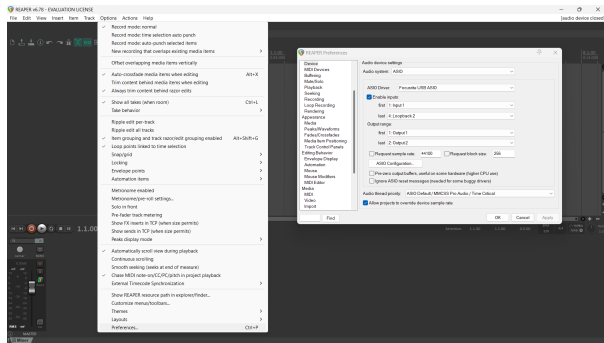 REAPER v6.78 - EVALUATION LICENSE
File Edit View Insert Item Track Options Actions Help
[audio device closed
Record mode: normal
Record mode: time selection auto punch
Record mode: auto-punch selected items
New recording that overlaps existing media items
Offset overlapping media items vertically
Auto-crossfade media items when editing Alt+X
Trim content behind media items when editing
Always trim content behind razor edits
Show all takes (when room) Ctrl+L
Take behavior
Ripple edit per-track
Ripple edit all tracks
Item grouping and track razor/edit grouping enabled Alt+Shift+G
Loop points linked to time selection
Snap/grid
Locking
Envelope points
Automation items
Metronome enabled
Metronome/pre-roll settings...
Solo in front
Pre-fader track metering
Show FX inserts in TCP (when size permits)
Show sends in TCP (when size permits)
Peaks display mode
Automatically scroll view during playback
Continuous scrolling
Smooth seeking (seeks at end of measure)
Chase MIDI note-on/CC/PC/pitch in project playback
External Timecode Synchronization
Show REAPER resource path in explorer/finder...
Customize menus/toolbars...
Themes
Layouts
Preferences... Ctrl+P
REAPER Preferences
Device
MIDI Devices
Buffering
Mute/Solo
Playback
Seeking
Recording
Loop Recording
Rendering
Appearance
Media
Peaks/Waveforms
Fades/Crossfades
Media Item Positioning
Track Control Panels
Editing Behavior
Envelope Display
Automation
Mouse
Mouse Modifiers
MIDI Editor
Media
MIDI
Video
Import
Find
Audio device settings
Audio system: ASIO
ASIO Driver: Focusrite USB ASIO
Enable inputs
first 1: Input 1
last 4: Loopback 2
Output range:
first 1: Output 1
last 2: Output 2
Request sample rate: 44100 Request block size: 256
ASIO Configuration...
Pre-zero output buffers, useful on some hardware (higher CPU use)
Ignore ASIO reset messages (needed for some buggy drivers)
Audio thread priority: ASIO Default / MMCSS Pro Audio / Time Critical
Allow projects to override device sample rate
OK Cancel Apply
1.1.00
MASTER
Mixer